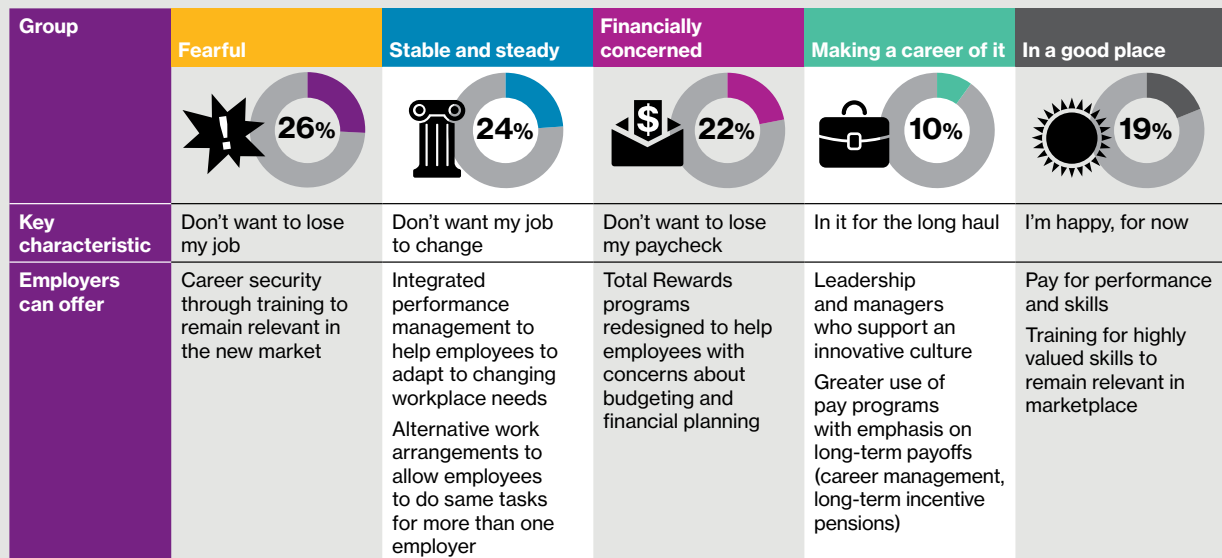 Group
Fearful
Stable and steady
Financially
concerned
Making a career of it
In a good place
!
26%
24%
$
22%
10%
19%
Key
characteristic
Don’t want to lose
my job
Don’t want my job
to change
Don’t want to lose
my paycheck
In it for the long haul
I’m happy, for now
Employers
can offer
Career security
through training to
remain relevant in
the new market
Integrated
performance
management to
help employees to
adapt to changing
workplace needs
Alternative work
arrangements to
allow employees
to do same tasks
for more than one
employer
Total Rewards
programs
redesigned to help
employees with
concerns about
budgeting and
financial planning
Leadership
and managers
who support an
innovative culture
Greater use of
pay programs
with emphasis on
long-term payoffs
(career management,
long-term incentive
pensions)
Pay for performance
and skills
Training for highly
valued skills to
remain relevant in
marketplace